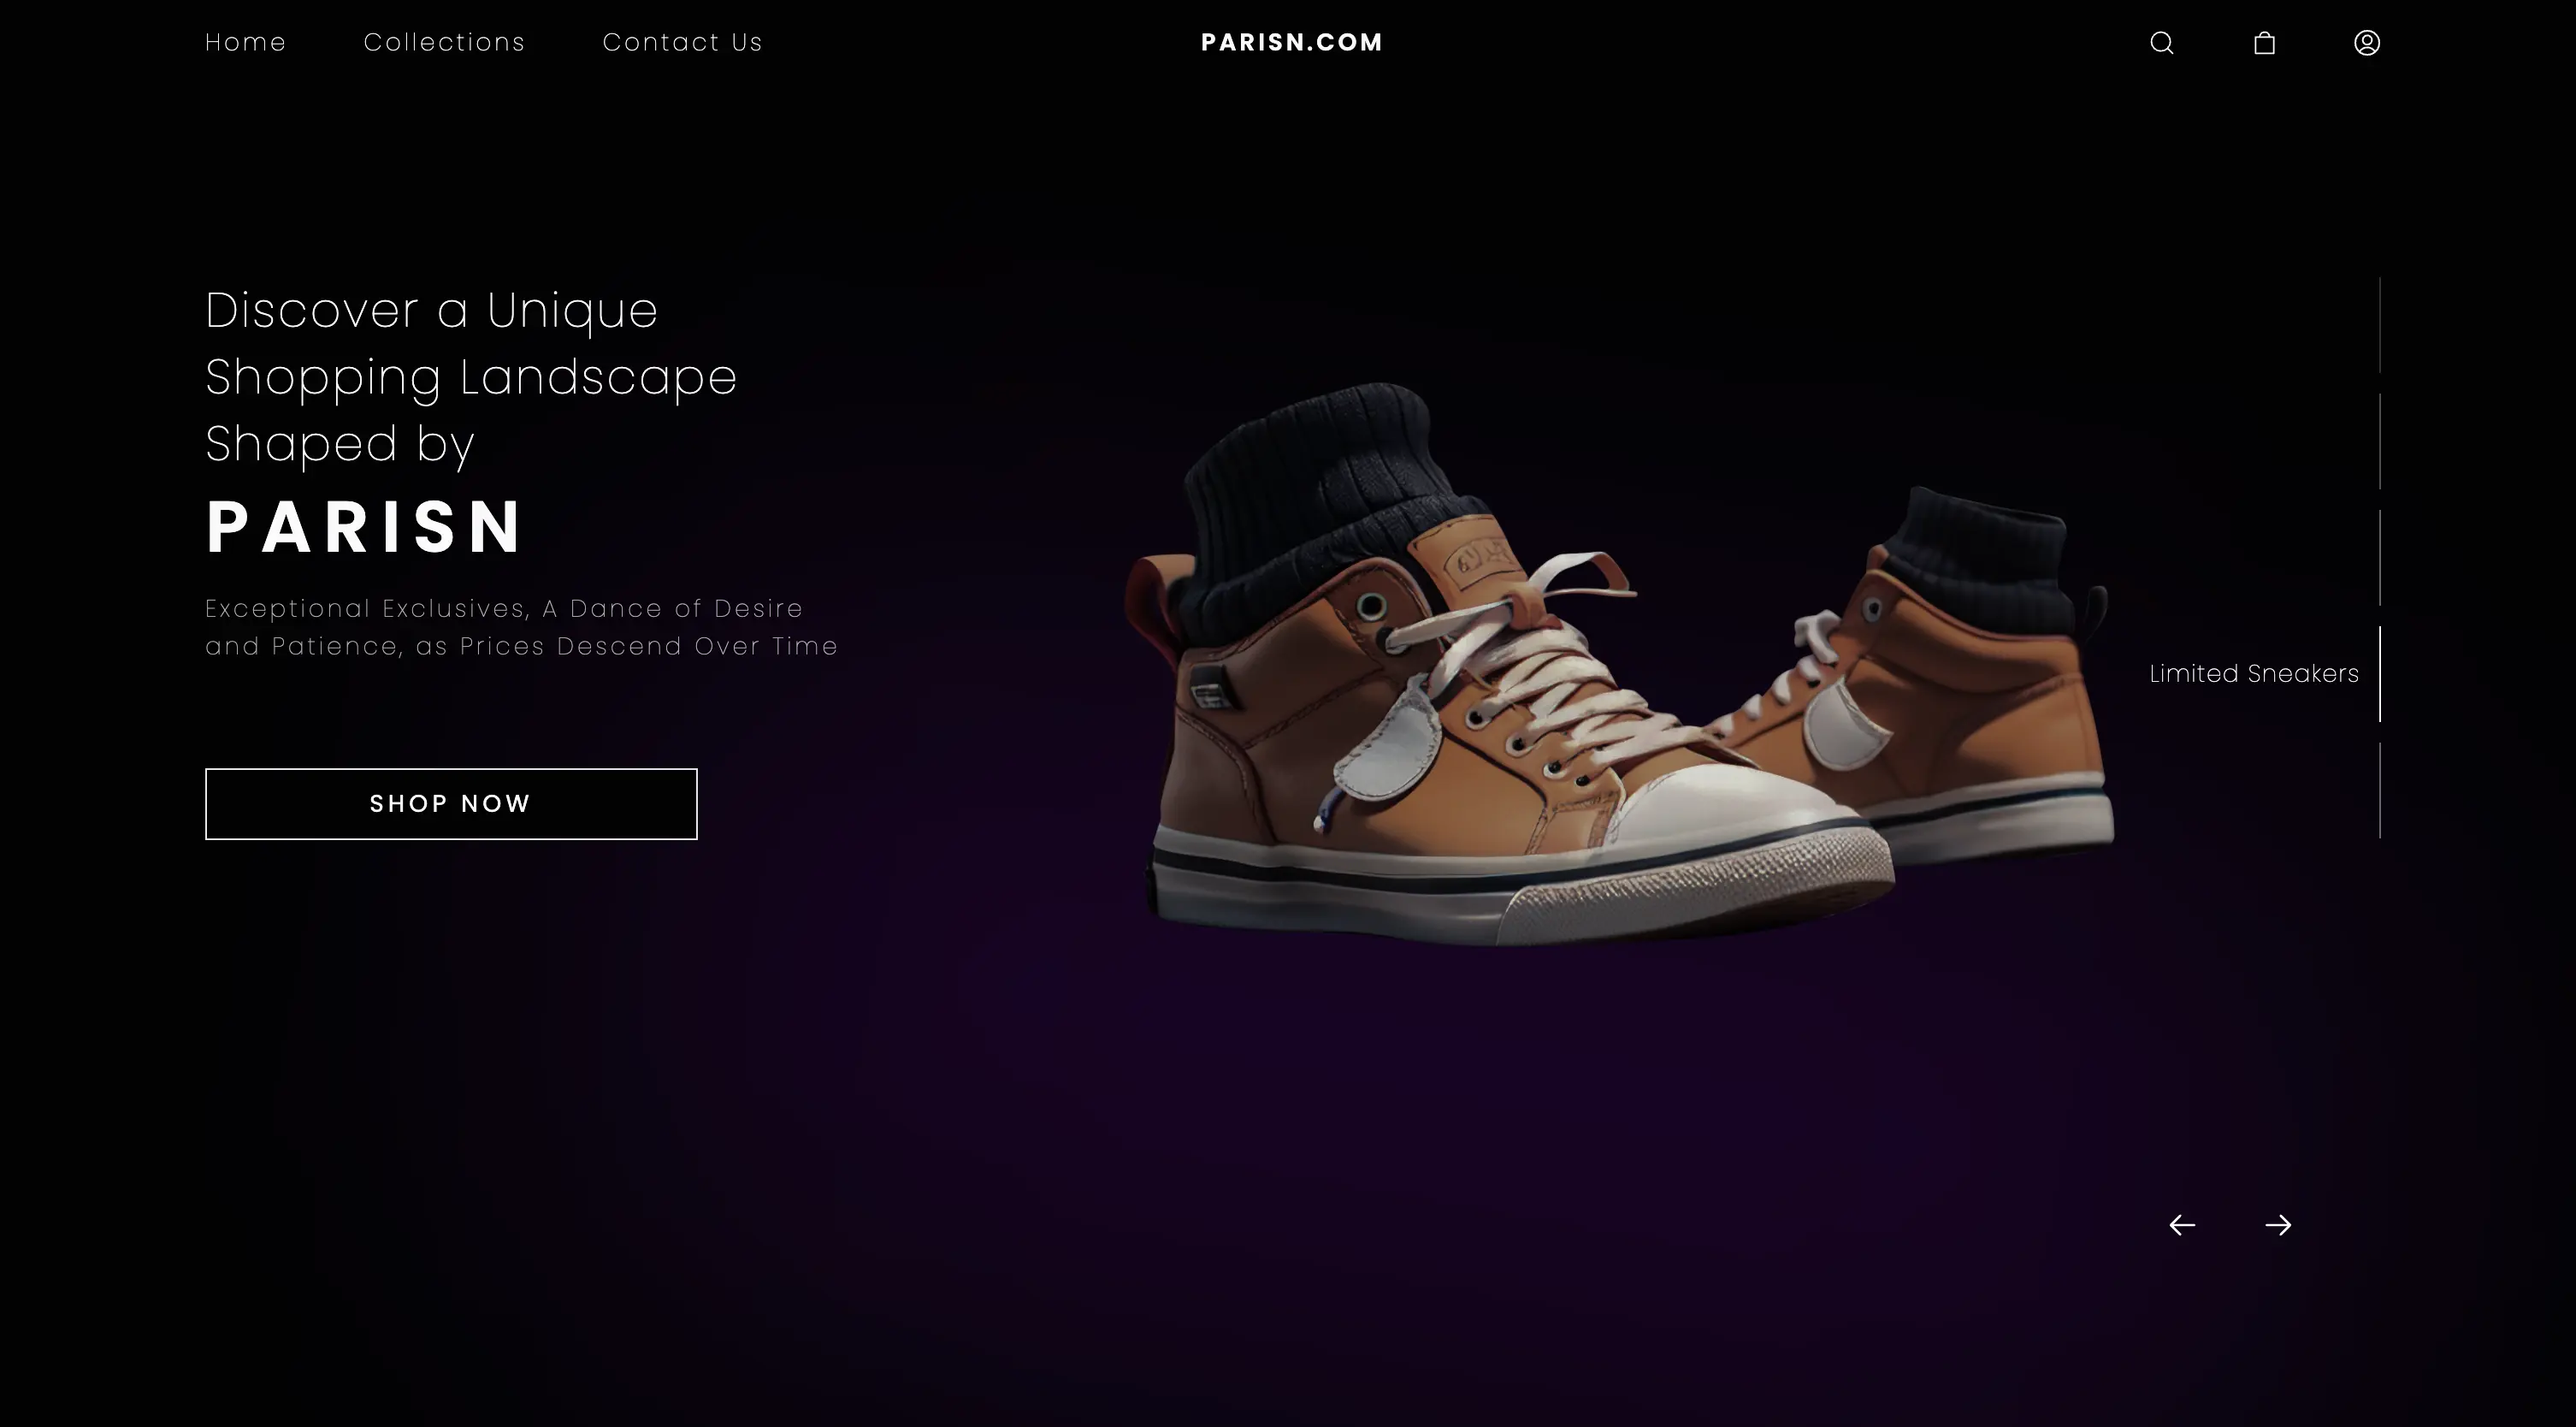 Home
Collections
Contact Us
PARISN.COM
Discover a Unique
Shopping Landscape
Shaped by
PARISN
Exceptional Exclusives, A Dance of Desire
and Patience, as Prices Descend Over Time
SHOP NOW
Limited Sneakers